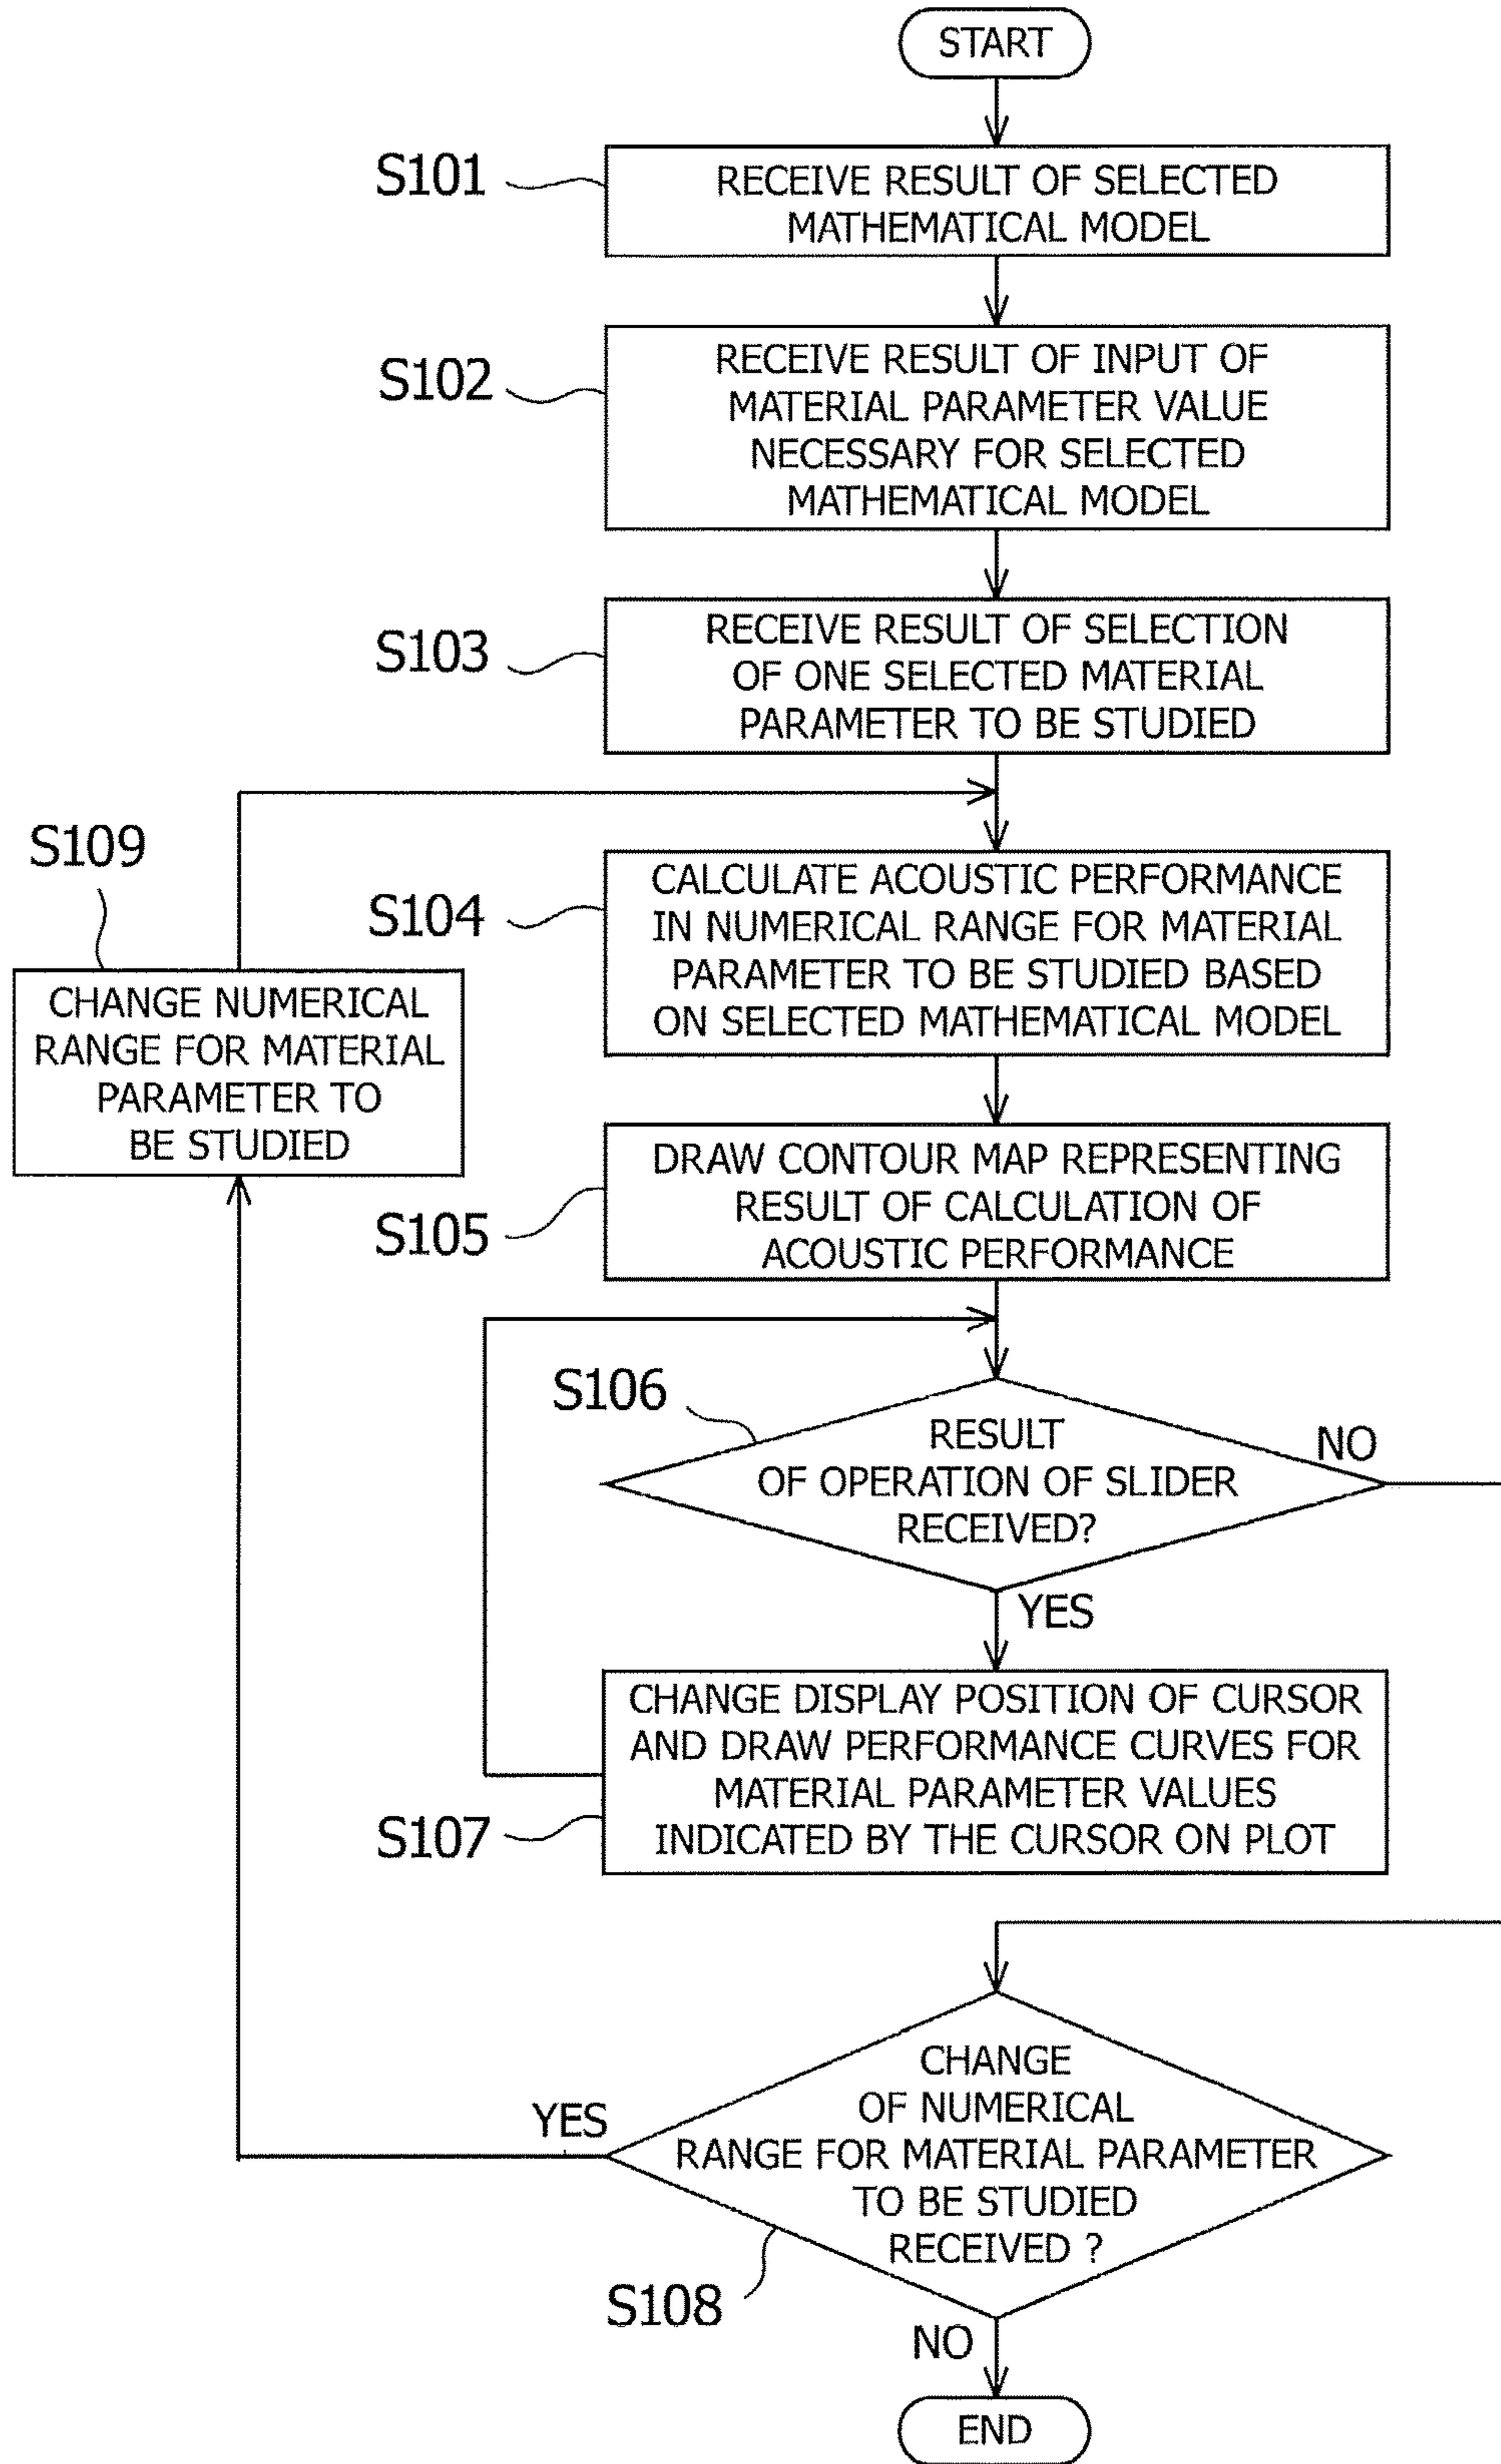 START
S101
RECEIVE RESULT OF SELECTED
MATHEMATICAL MODEL
S102
RECEIVE RESULT OF INPUT OF
MATERIAL PARAMETER VALUE
NECESSARY FOR SELECTED
MATHEMATICAL MODEL
S103
RECEIVE RESULT OF SELECTION
OF ONE SELECTED MATERIAL
PARAMETER TO BE STUDIED
S109
CHANGE NUMERICAL
RANGE FOR MATERIAL
PARAMETER TO
BE STUDIED
S104
CALCULATE ACOUSTIC PERFORMANCE
IN NUMERICAL RANGE FOR MATERIAL
PARAMETER TO BE STUDIED BASED
ON SELECTED MATHEMATICAL MODEL
S105
DRAW CONTOUR MAP REPRESENTING
RESULT OF CALCULATION OF
ACOUSTIC PERFORMANCE
S106
RESULT
OF OPERATION OF SLIDER
RECEIVED?
NO
YES
S107
CHANGE DISPLAY POSITION OF CURSOR
AND DRAW PERFORMANCE CURVES FOR
MATERIAL PARAMETER VALUES
INDICATED BY THE CURSOR ON PLOT
CHANGE
OF NUMERICAL
RANGE FOR MATERIAL PARAMETER
TO BE STUDIED
RECEIVED ?
YES
S108
NO
END